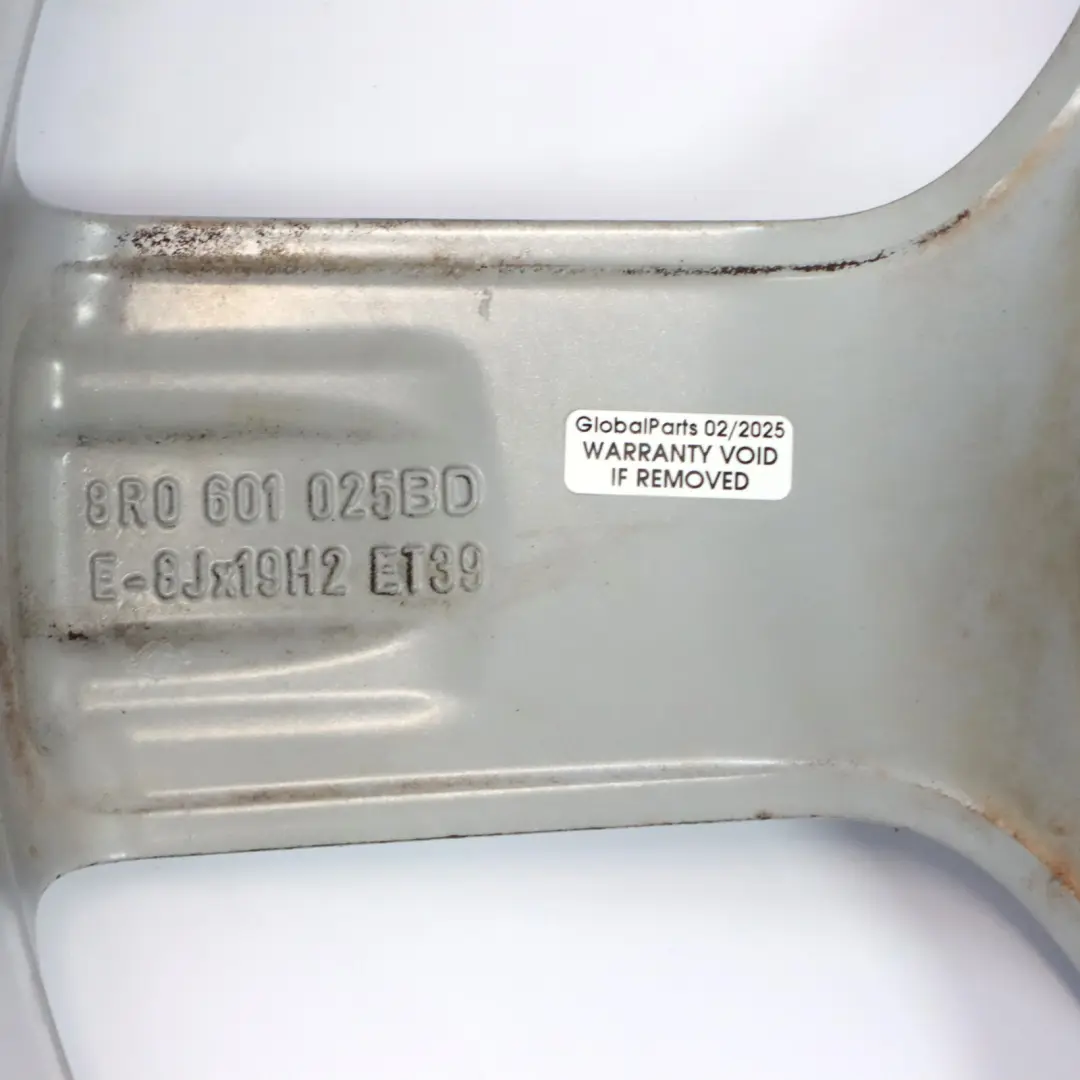 8R0 601 025BD
E-8Jx19H2 ET39
GlobalParts 02/2025
WARRANTY VOID
IF REMOVED